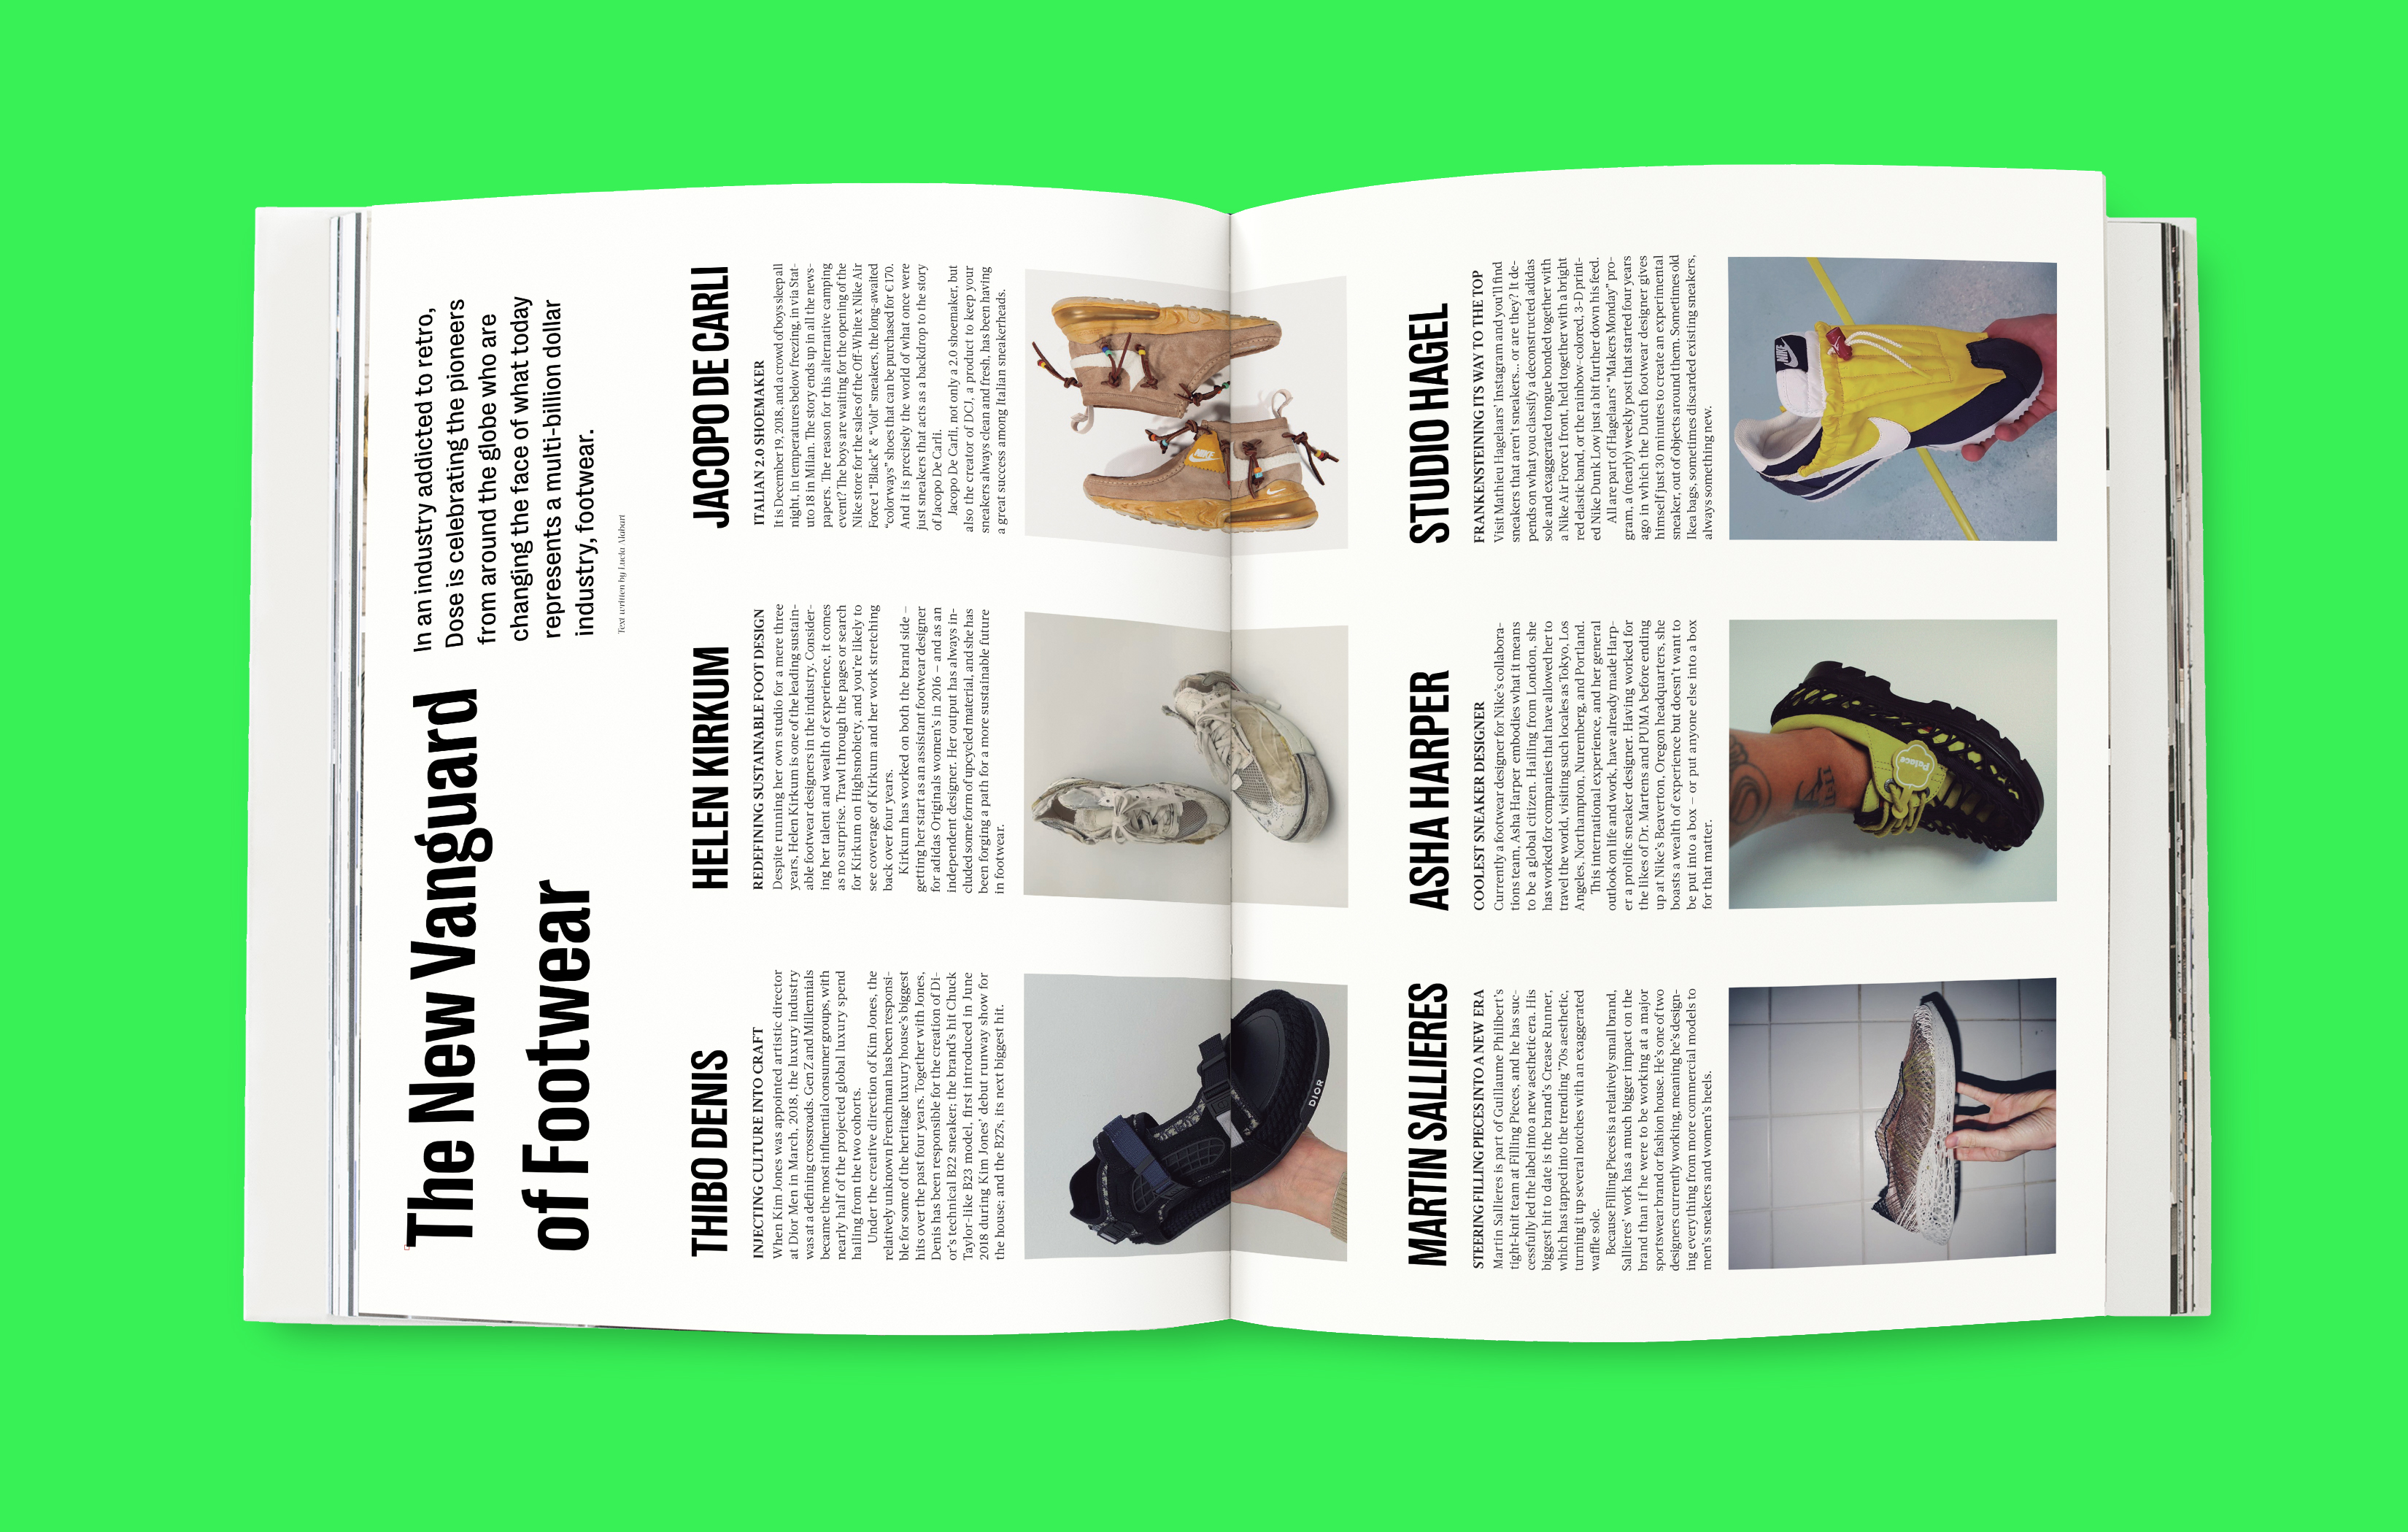 The New Vanguard
of Footwear
In an industry addicted to retro,
Dose is celebrating the pioneers
from around the globe who are
changing the face of what today
represents a multi-billion dollar
industry, footwear.
Text written by
THIBO DENIS
INJECTING CULTURE INTO CRAFT
When Kim Jones was appointed artistic director
at Dior Men in March, 2018, the luxury industry
was at a defining crossroads. Gen Z and Millennials
became the most influential consumer groups, with
nearly half of the projected global luxury spend
hailing from the two cohorts.
Under the creative direction of Kim Jones, the
relatively unknown Frenchman has been responsi-
ble for some of the heritage luxury house's biggest
hits over the past four years. Together with Jones,
Denis has been responsible for the creation of Di-
or's technical B22 sneaker; the brand's hit Chuck
Taylor-like B23 model, first introduced in June
2018 during Kim Jones' debut runway show for
the house; and the B27s, its next biggest hit.
DIOR
HELEN KIRKUM
REDEFINING SUSTAINABLE FOOT DESIGN
Despite running her own studio for a mere three
years, Helen Kirkum is one of the leading sustain-
able footwear designers in the industry. Consider-
ing her talent and wealth of experience, it comes
as no surprise. Trawl through the pages or search
for Kirkum on Highsnobiety, and you're likely to
see coverage of Kirkum and her work stretching
back over four years.
Kirkum has worked on both the brand side –
getting her start as an assistant footwear designer
for adidas Originals women's in 2016 – and as an
independent designer. Her output has always in-
cluded some form of upcycled material, and she has
been forging a path for a more sustainable future
in footwear.
JACOPO DE CARLI
ITALIAN 2.0 SHOEMAKER
It is December 19, 2018, and a crowd of boys sleep all
night, in temperatures below freezing, in via Stat-
uto 18 in Milan. The story ends up in all the news-
papers. The reason for this alternative camping
event? The boys are waiting for the opening of the
Nike store for the sales of the Off-White x Nike Air
Force 1 “Black” & “Volt” sneakers, the long-awaited
“colorways” shoes that can be purchased for €170.
And it is precisely the world of what once were
just sneakers that acts as a backdrop to the story
of Jacopo De Carli.
Jacopo De Carli, not only a 2.0 shoemaker, but
also the creator of DCJ, a product to keep your
sneakers always clean and fresh, has been having
a great success among Italian sneakerheads.
NIKE
MARTIN SALLIERES
STEERING FILLING PIECES INTO A NEW ERA
Martin Sallieres is part of Guillaume Philibert's
tight-knit team at Filling Pieces, and he has suc-
cessfully led the label into a new aesthetic era. His
biggest hit to date is the brand's Crease Runner,
which has tapped into the trending '70s aesthetic,
turning it up several notches with an exaggerated
waffle sole.
Because Filling Pieces is a relatively small brand,
Sallieres' work has a much bigger impact on the
brand than if he were to be working at a major
sportswear brand or fashion house. He's one of two
designers currently working, meaning he's design-
ing everything from more commercial models to
men's sneakers and women's heels.
ASHA HARPER
COOLEST SNEAKER DESIGNER
Currently a footwear designer for Nike's collabora-
tions team, Asha Harper embodies what it means
to be a global citizen. Hailing from London, she
has worked for companies that have allowed her to
travel the world, visiting such locales as Tokyo, Los
Angeles, Northampton, Nuremberg, and Portland.
This international experience, and her general
outlook on life and work, have already made Harp-
er a prolific sneaker designer. Having worked for
the likes of Dr. Martens and PUMA before ending
up at Nike's Beaverton, Oregon headquarters, she
boasts a wealth of experience but doesn't want to
be put into a box – or put anyone else into a box
for that matter.
Palace
STUDIO HAGEL
FRANKENSTEINING ITS WAY TO THE TOP
Visit Mathieu Hagelaars' Instagram and you'll find
sneakers that aren't sneakers... or are they? It de-
pends on what you classify a deconstructed adidas
sole and exaggerated tongue bonded together with
a Nike Air Force 1 front, held together with a bright
red elastic band, or the rainbow-colored, 3-D print-
ed Nike Dunk Low just a bit further down his feed.
All are part of Hagelaars' “Makers Monday” pro-
gram, a (nearly) weekly post that started four years
ago in which the Dutch footwear designer gives
himself just 30 minutes to create an experimental
sneaker, out of objects around them. Sometimes old
Ikea bags, sometimes discarded existing sneakers,
always something new.
NIKE